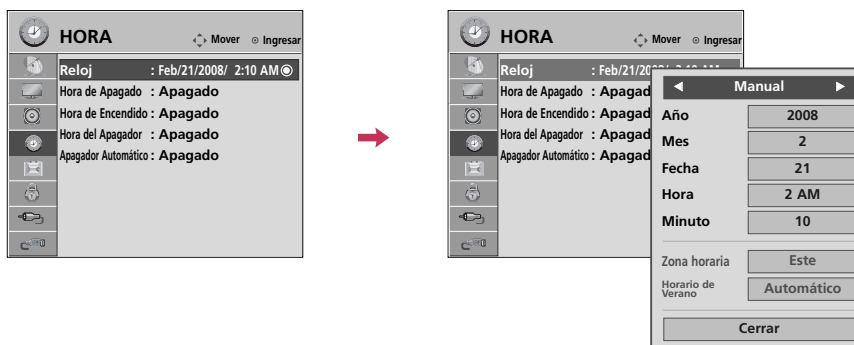 HORA
Mover Ingresar
Reloj : Feb/21/2008/ 2:10 AM
Hora de Apagado : Apagado
Hora de Encendido : Apagado
Hora del Apagador : Apagado
Apagador Automático : Apagado
HORA
Mover Ingresar
Reloj : Feb/21/2008/ 2:10 AM
Hora de Apagado : Apagad
Hora de Encendido : Apagad
Hora del Apagador : Apagad
Apagador Automático : Apagad
◀ Manual ▶
Año 2008
Mes 2
Fecha 21
Hora 2 AM
Minuto 10
Zona horaria Este
Horario de Verano Automático
Cerrar